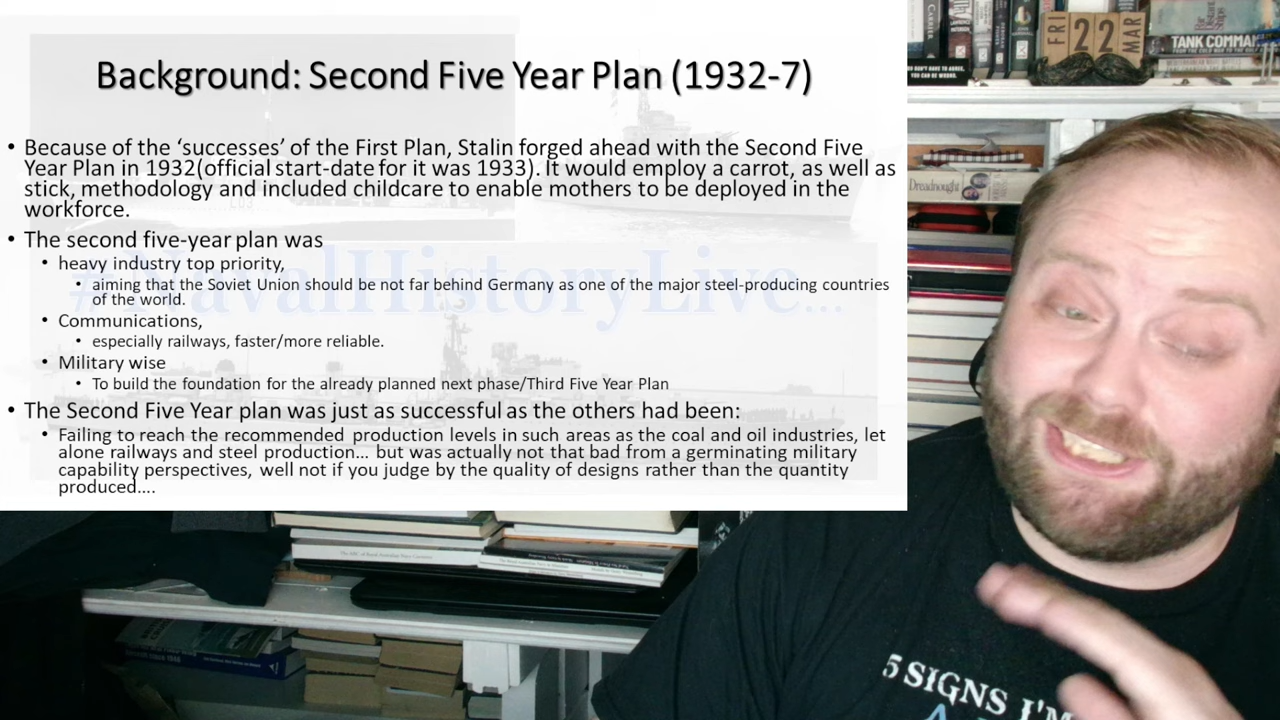 Background: Second Five Year Plan (1932-7)
• Because of the ‘successes’ of the First Plan, Stalin forged ahead with the Second Five
Year Plan in 1932(official start-date for it was 1933). It would employ a carrot, as well as
stick, methodology and included childcare to enable mothers to be deployed in the
workforce.
• The second five-year plan was
• heavy industry top priority,
• aiming that the Soviet Union should be not far behind Germany as one of the major steel-producing countries
of the world.
• Communications,
• especially railways, faster/more reliable.
• Military wise
• To build the foundation for the already planned next phase/Third Five Year Plan
• The Second Five Year plan was just as successful as the others had been:
• Failing to reach the recommended production levels in such areas as the coal and oil industries, let
alone railways and steel production... but was actually not that bad from a germinating military
capability perspectives, well not if you judge by the quality of designs rather than the quantity
produced....
#NavalHistoryLive...
CARRIER
FRI
22
MAR
TANK COMMA
Dreadnought
5 SIGNS I'M